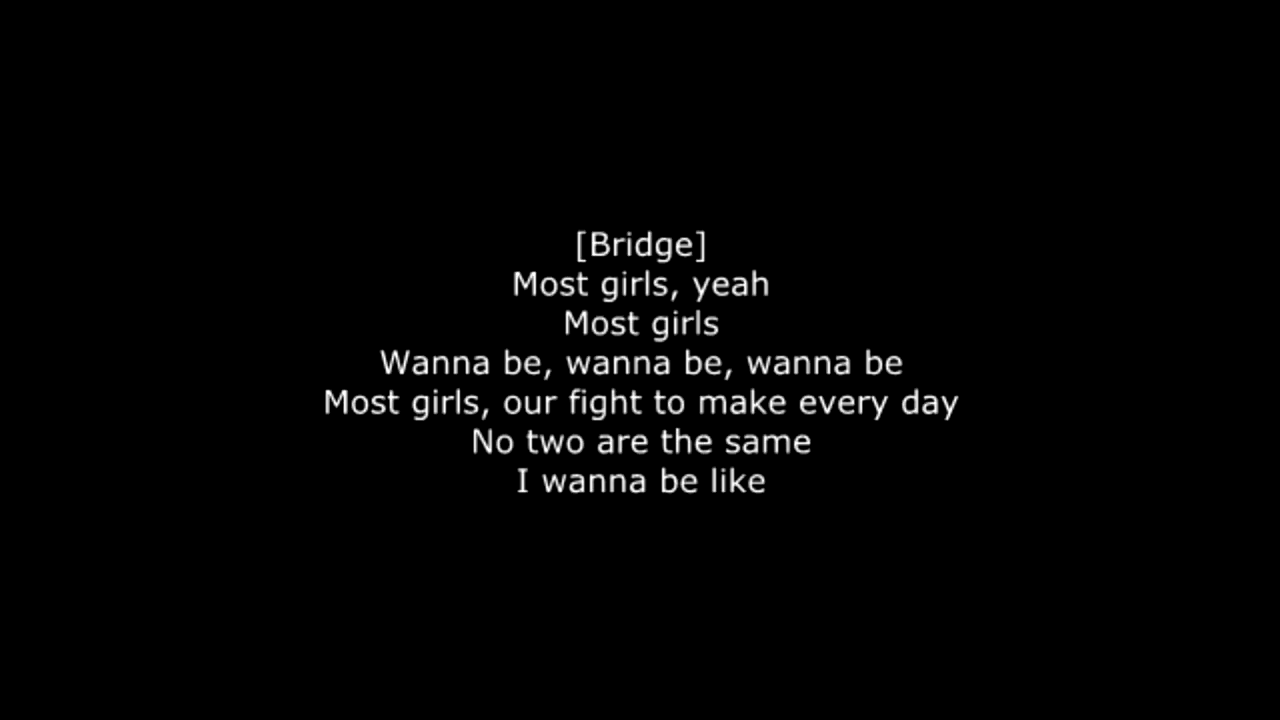 [Bridge]
Most girls, yeah
Most girls
Wanna be, wanna be, wanna be
Most girls, our fight to make every day
No two are the same
I wanna be like